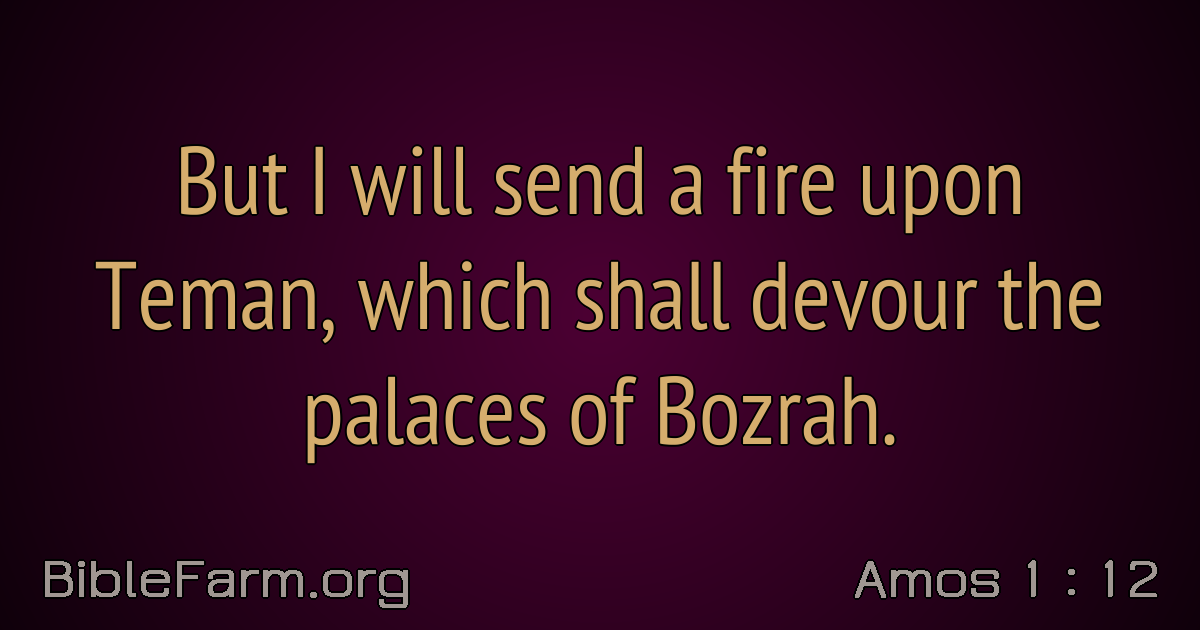 But I will send a fire upon
Teman, which shall devour the
palaces of Bozrah.
BibleFarm.org
Amos 1 : 12